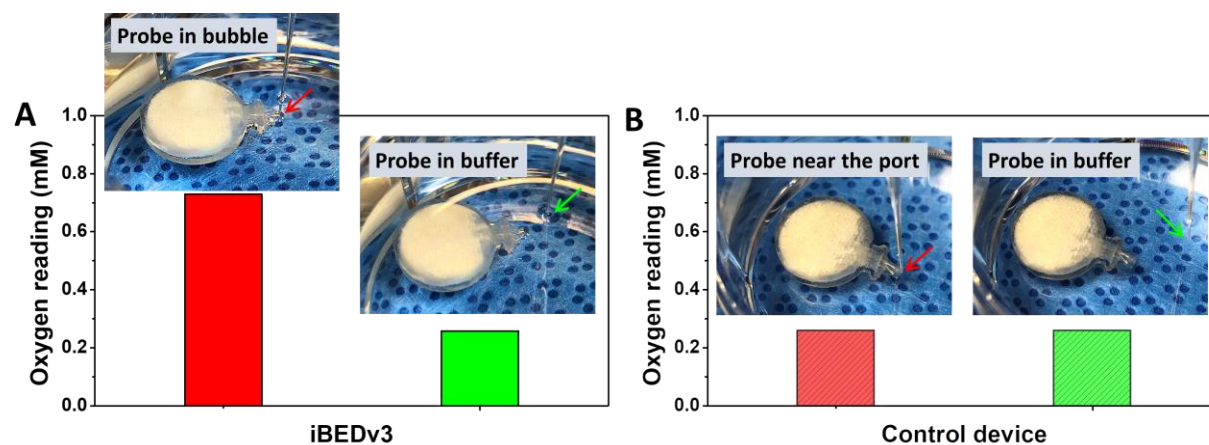 A
Probe in bubble
Probe in buffer
Oxygen reading (mM)
1.0
0.8
0.6
0.4
0.2
0.0
iBEDv3
B
Probe near the port
Probe in buffer
Oxygen reading (mM)
1.0
0.8
0.6
0.4
0.2
0.0
Control device